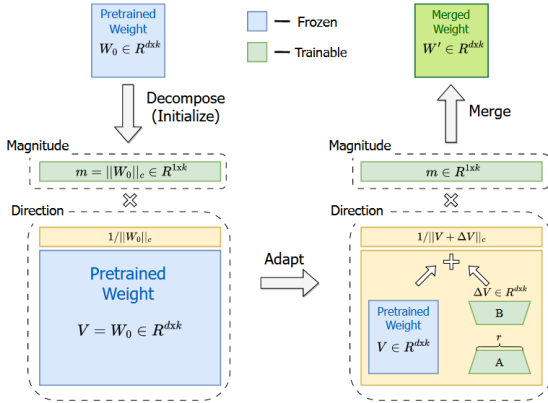 Pretrained
Weight
W₀ ∈ R^{dxk}
— Frozen
— Trainable
Merged
Weight
W′ ∈ R^{dxk}
Decompose
(Initialize)
Merge
Magnitude
m = ||W₀||_c ∈ R^{1xk}
Magnitude
m ∈ R^{1xk}
×
×
Direction
1/||W₀||_c
Pretrained
Weight
V = W₀ ∈ R^{dxk}
Adapt
Direction
1/||V + ΔV||_c
+
Pretrained
Weight
V ∈ R^{dxk}
ΔV ∈ R^{dxk}
B
r
A